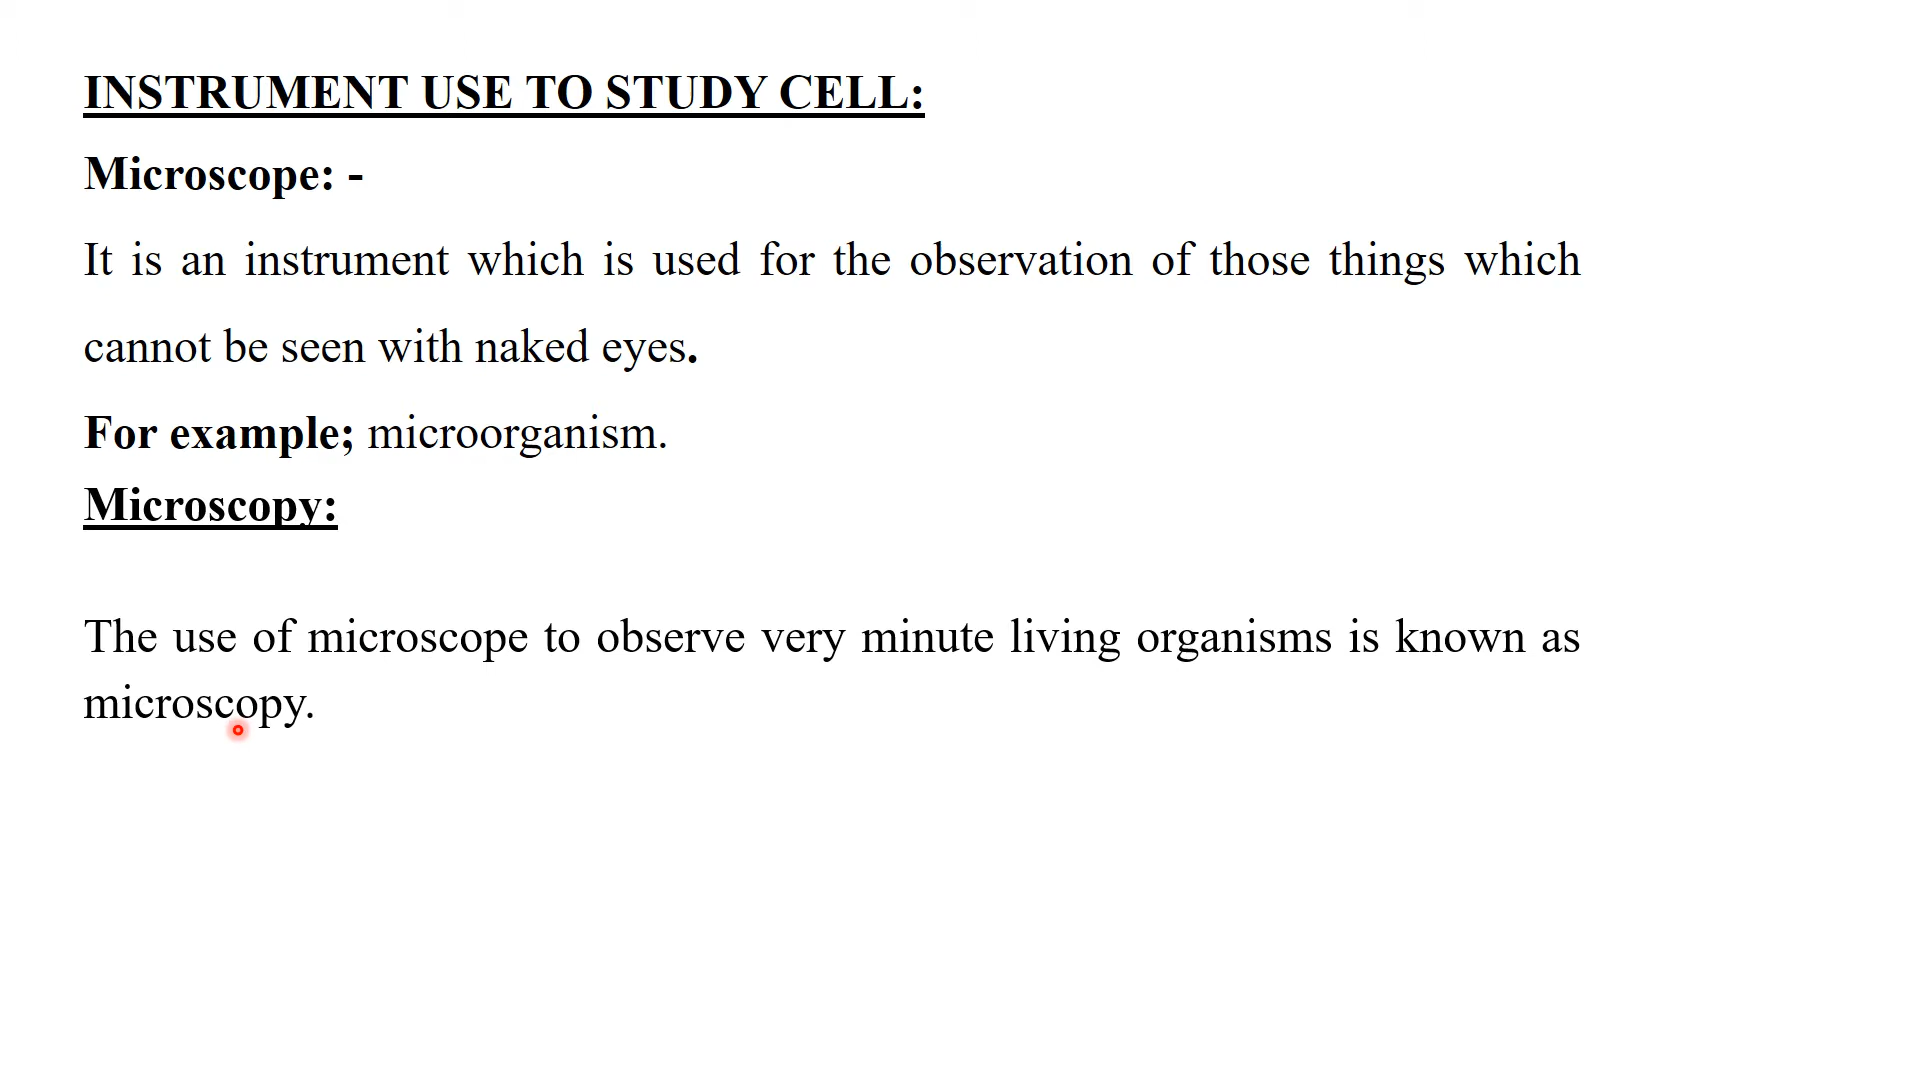 INSTRUMENT USE TO STUDY CELL:
Microscope: -
It is an instrument which is used for the observation of those things which
cannot be seen with naked eyes.
For example; microorganism.
Microscopy:
The use of microscope to observe very minute living organisms is known as
microscopy.